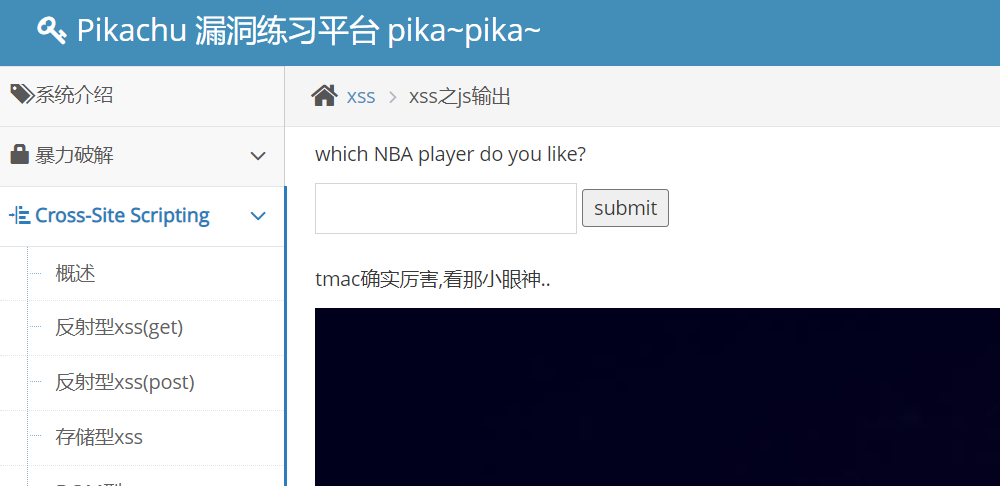 Pikachu 漏洞练习平台 pika~pika~
系统介绍
xss > xss之js输出
暴力破解
which NBA player do you like?
Cross-Site Scripting
submit
概述
tmac确实厉害,看那小眼神..
反射型xss(get)
反射型xss(post)
存储型xss